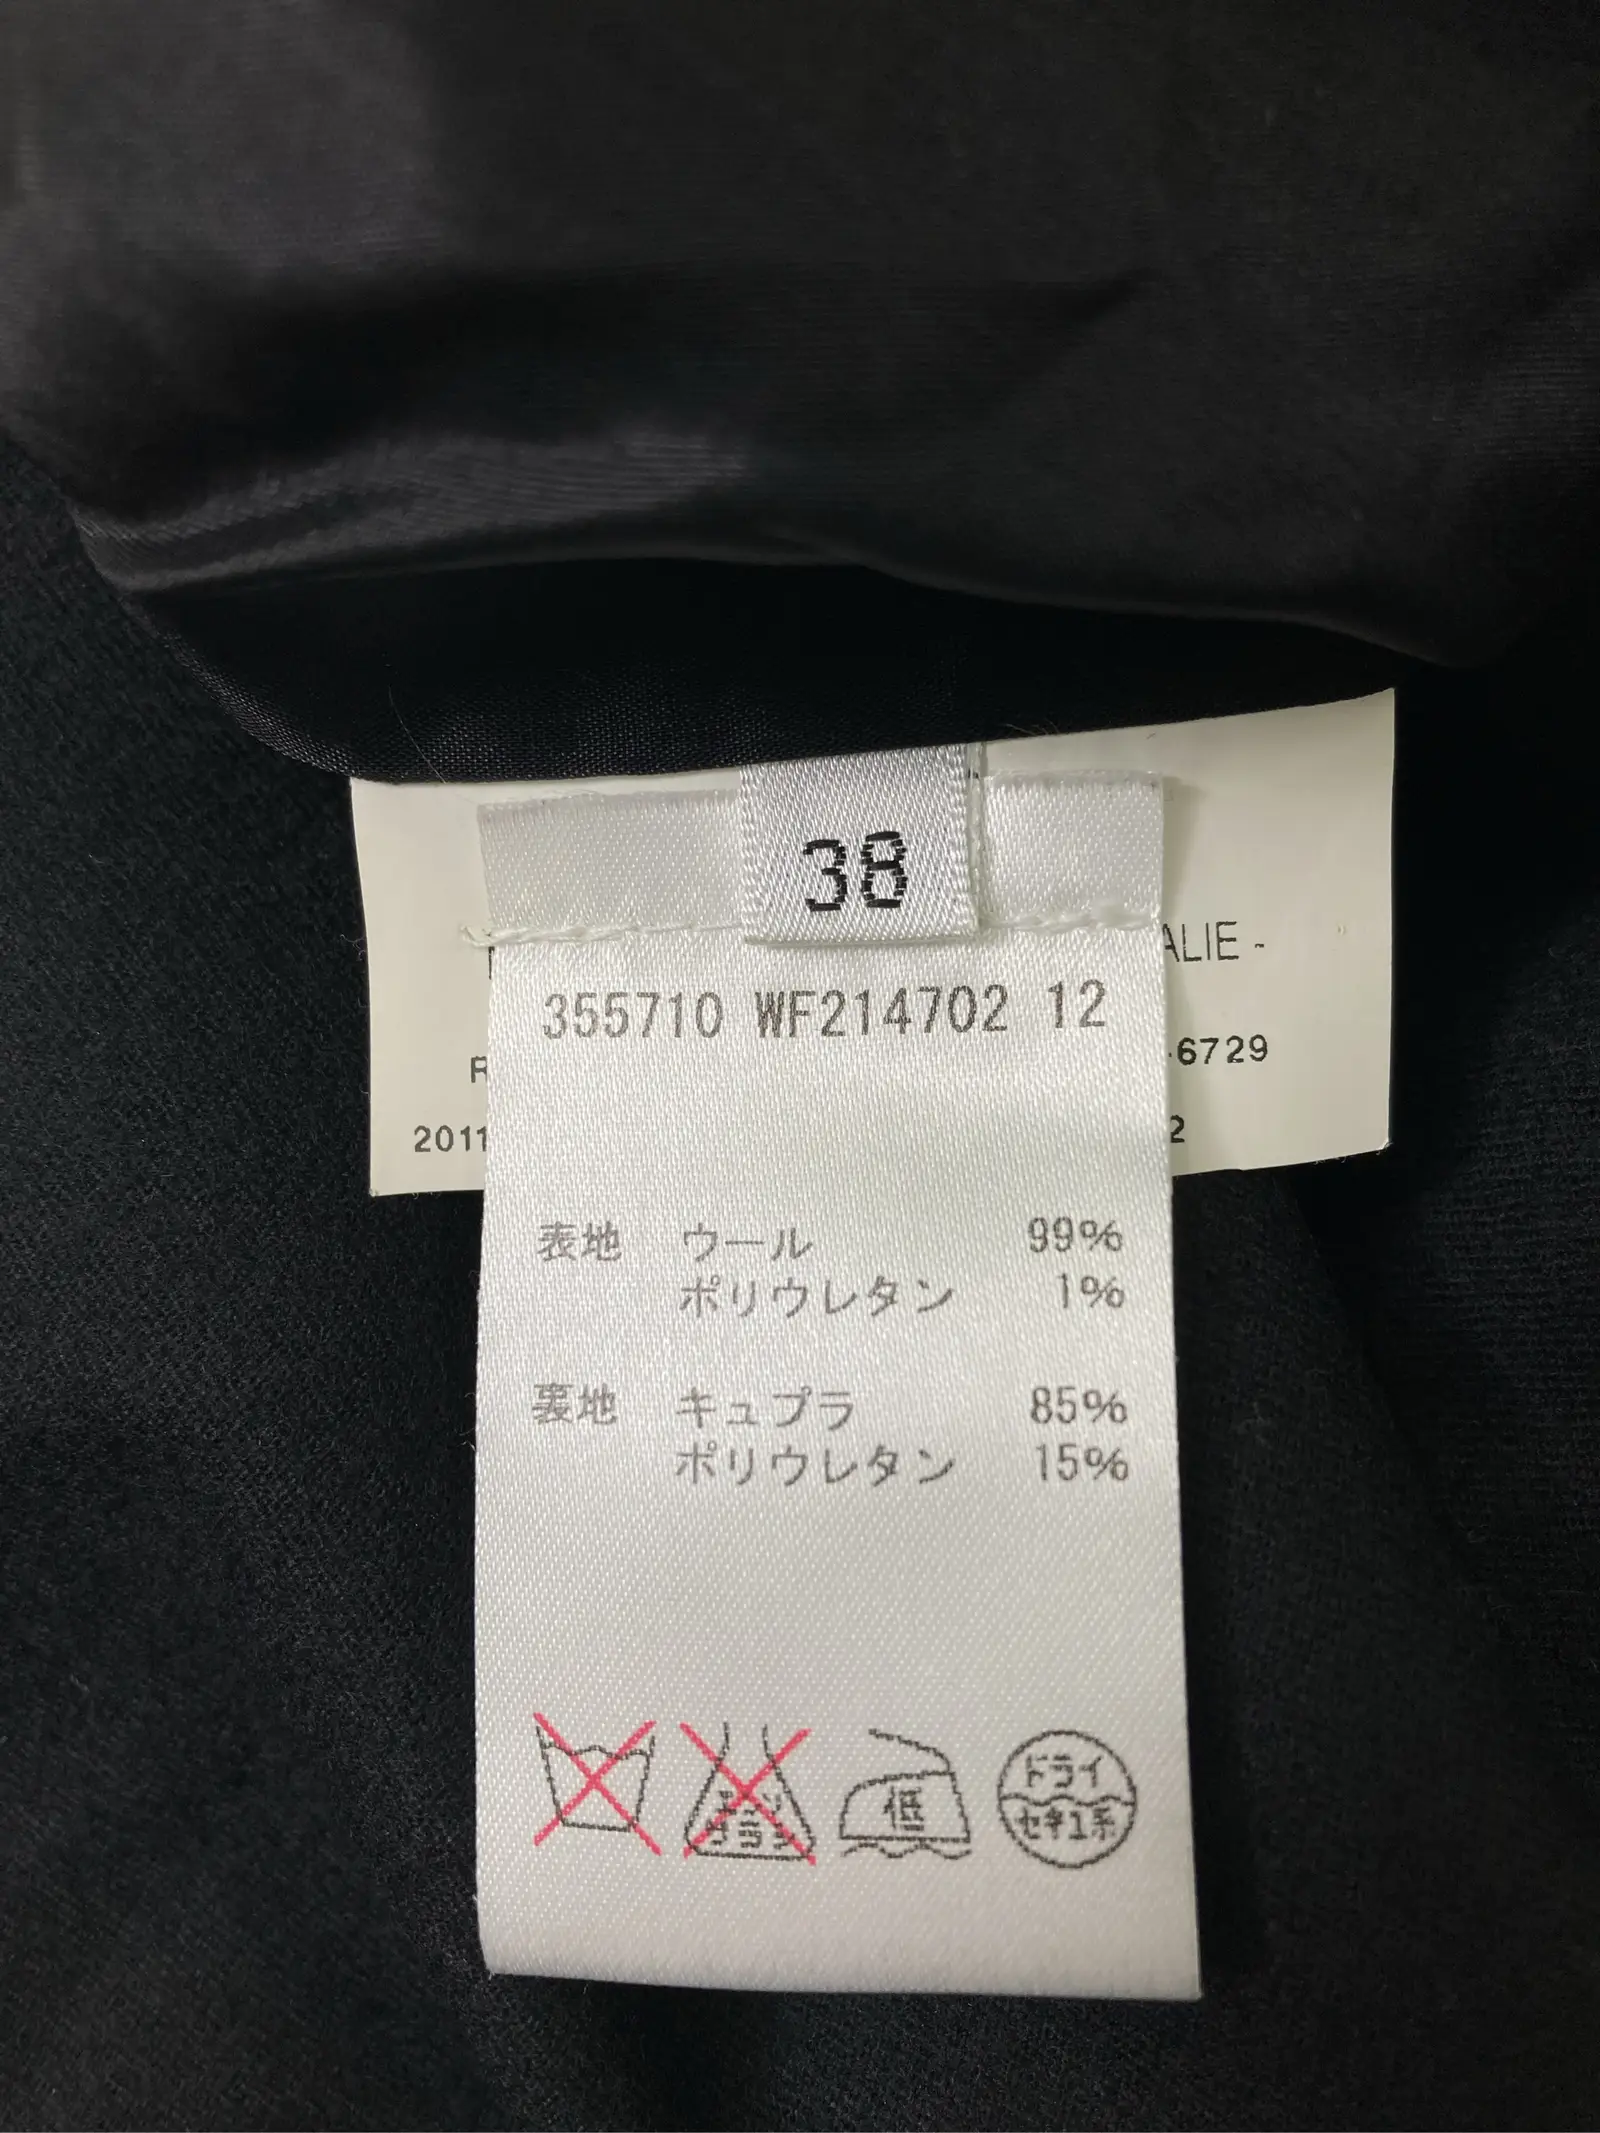 38
ALIE -
355710 WF214702 12
6729
2011
2
表地 ウール 99%
ポリウレタン 1%
裏地 キュプラ 85%
ポリウレタン 15%
低
ドライ
セキユ系